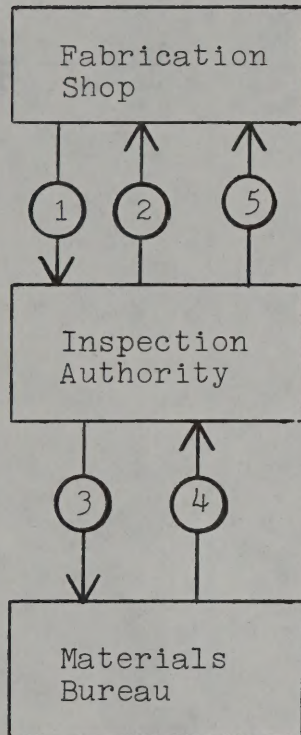 Fabrication
Shop
1 2 5
Inspection
Authority
3 4
Materials
Bureau